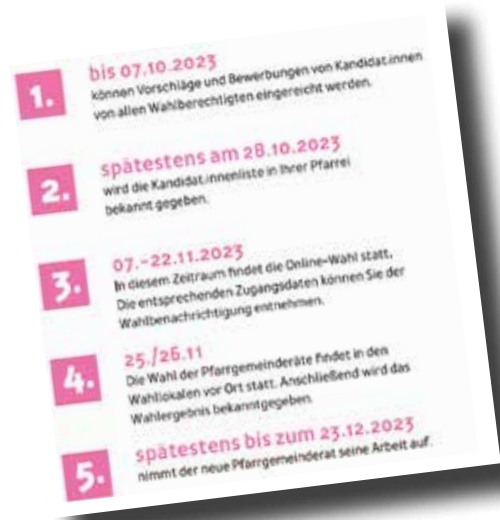 1.
bis 07.10.2023
können Vorschläge und Bewerbungen von Kandidat:innen
von allen Wahlberechtigten eingereicht werden.
2.
spätestens am 28.10.2023
wird die Kandidat:innenliste in Ihrer Pfarrei
bekannt gegeben.
3.
07.-22.11.2023
In diesem Zeitraum findet die Online-Wahl statt.
Die entsprechenden Zugangsdaten können Sie der
Wahlbenachrichtigung entnehmen.
4.
25./26.11
Die Wahl der Pfarrgemeinderäte findet in den
Wahllokalen vor Ort statt. Anschließend wird das
Wahlergebnis bekanntgegeben.
5.
spätestens bis zum 23.12.2023
nimmt der neue Pfarrgemeinderat seine Arbeit auf.